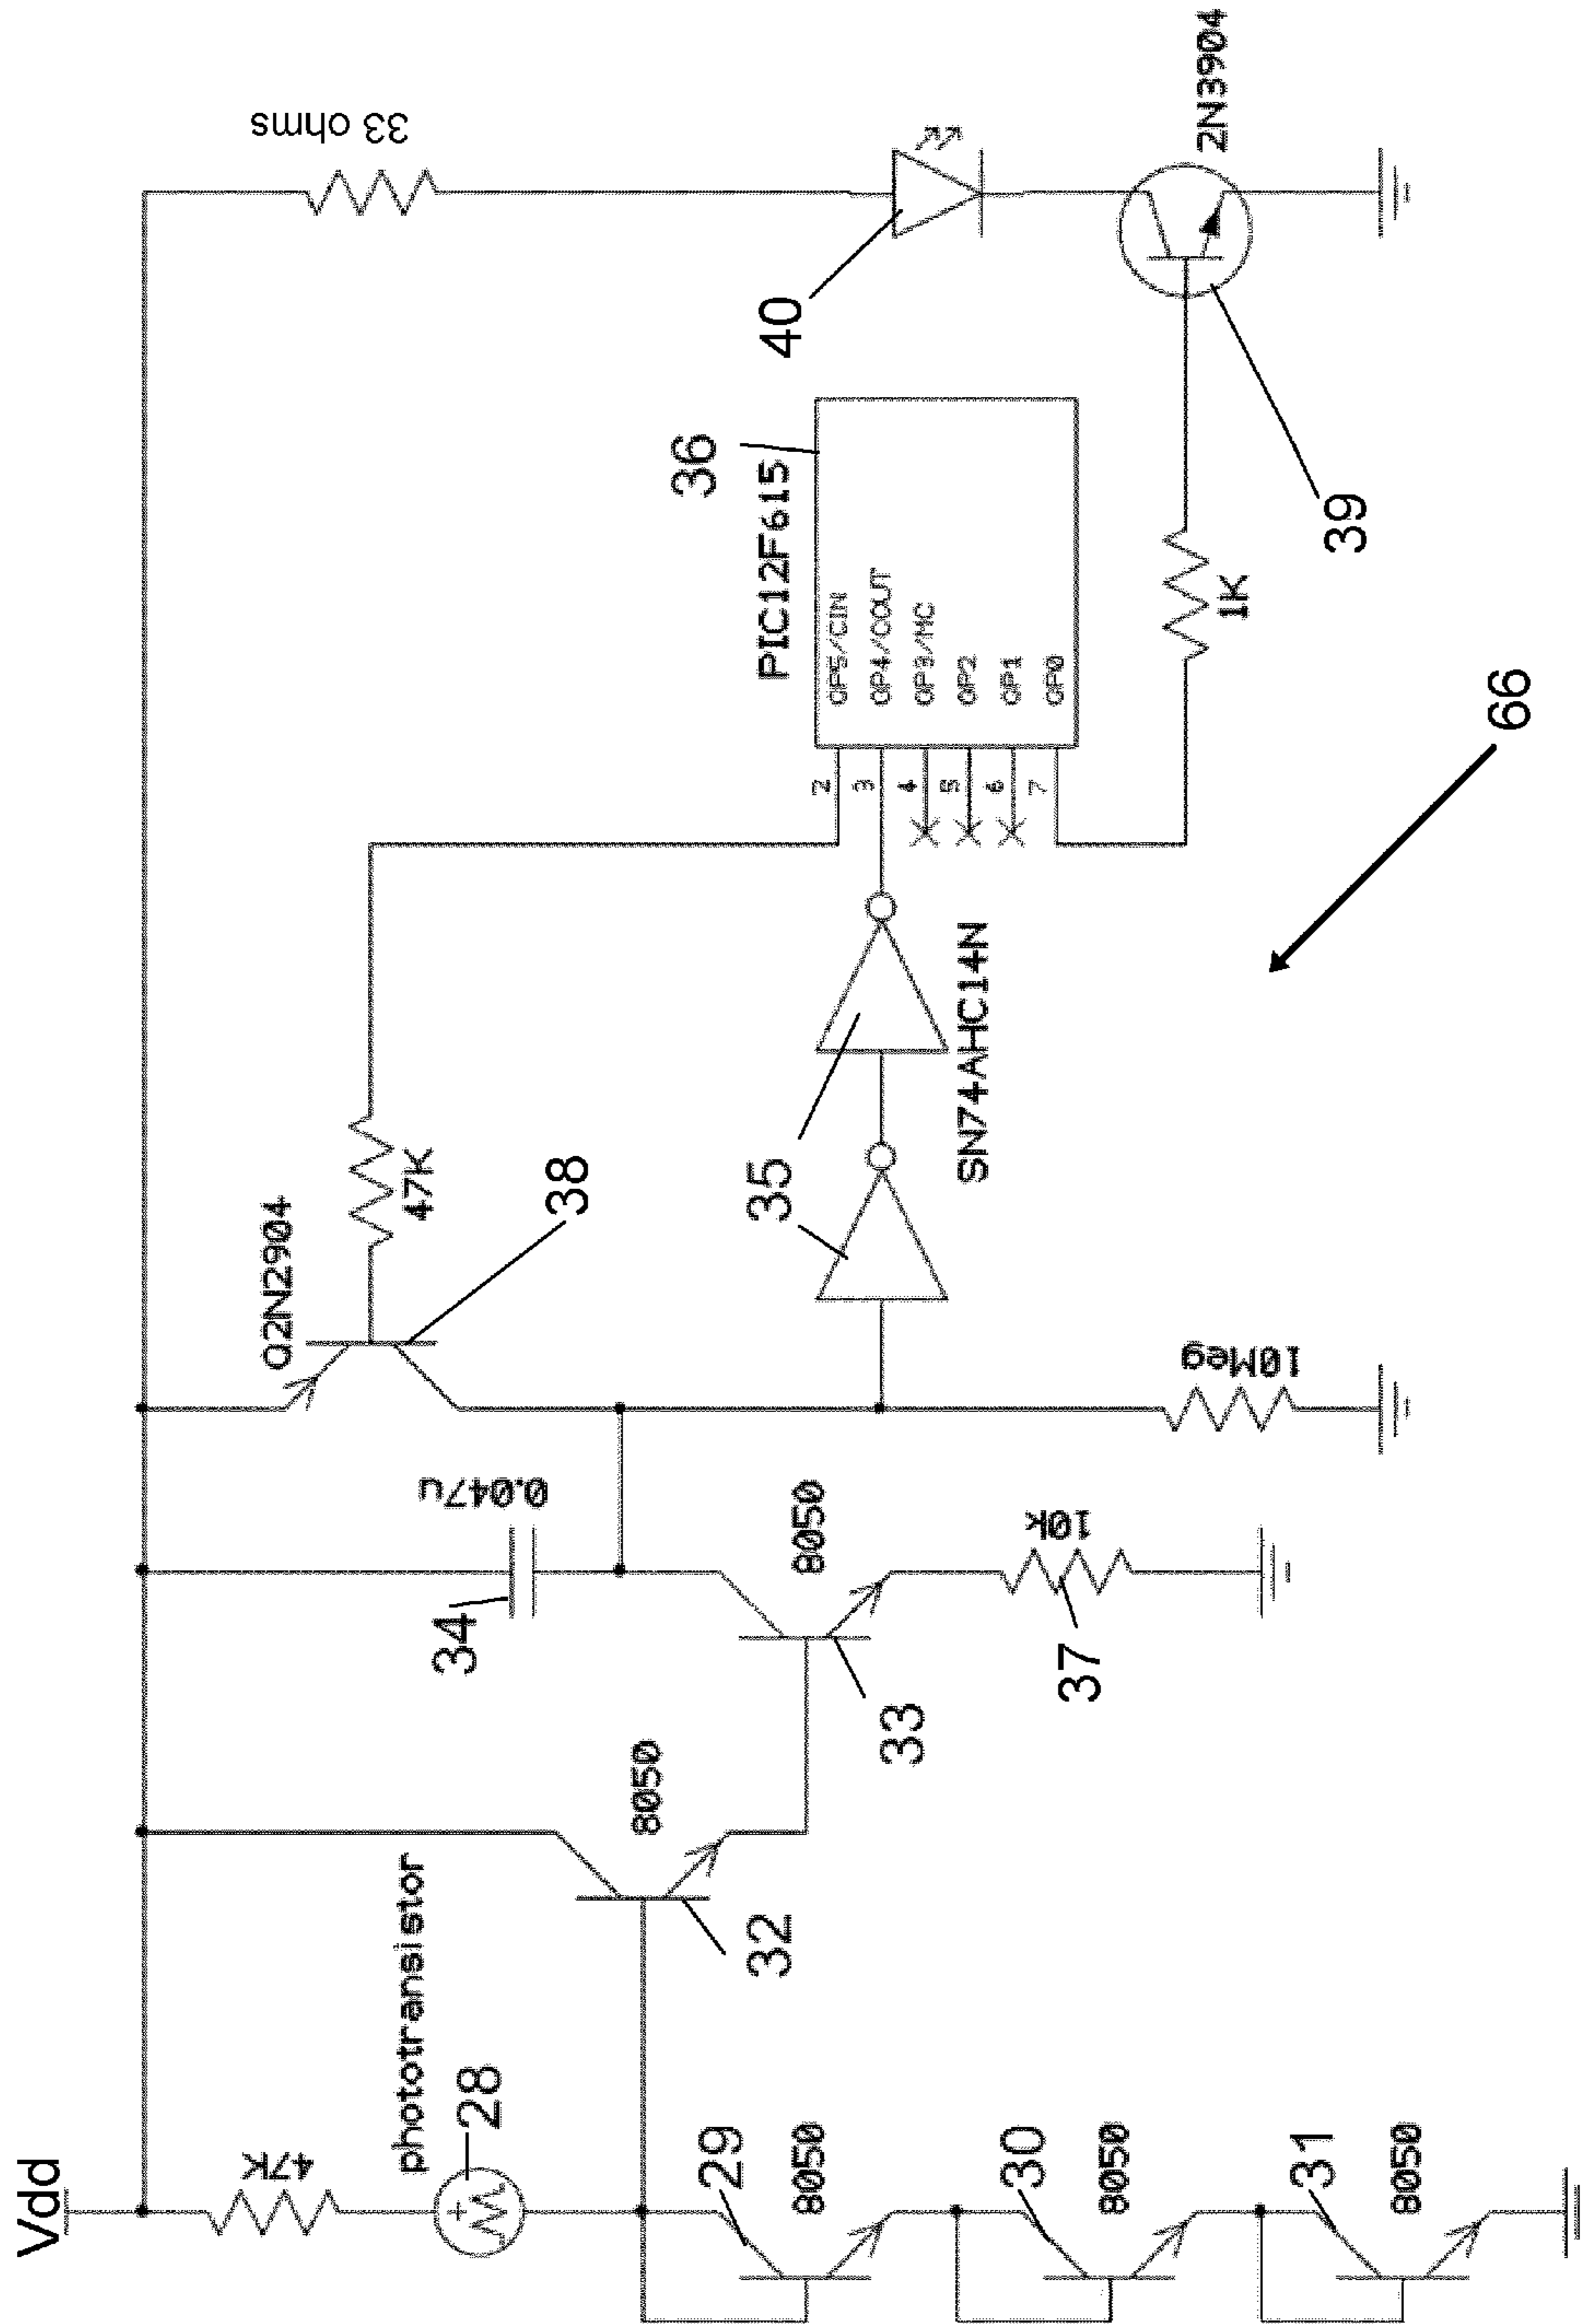 Vdd
47K
phototransistor
28
29
8050
30
8050
31
8050
32
8050
33
8050
34
0.047u
10k
37
Q2N2904
38
47K
10Meg
35
SN74AHC14N
PIC12F615
36
GP5/CIN
GP4/COUT
GP3/MC
GP2
GP1
GP0
2
3
4
5
6
7
1K
33 ohms
40
39
2N3904
66